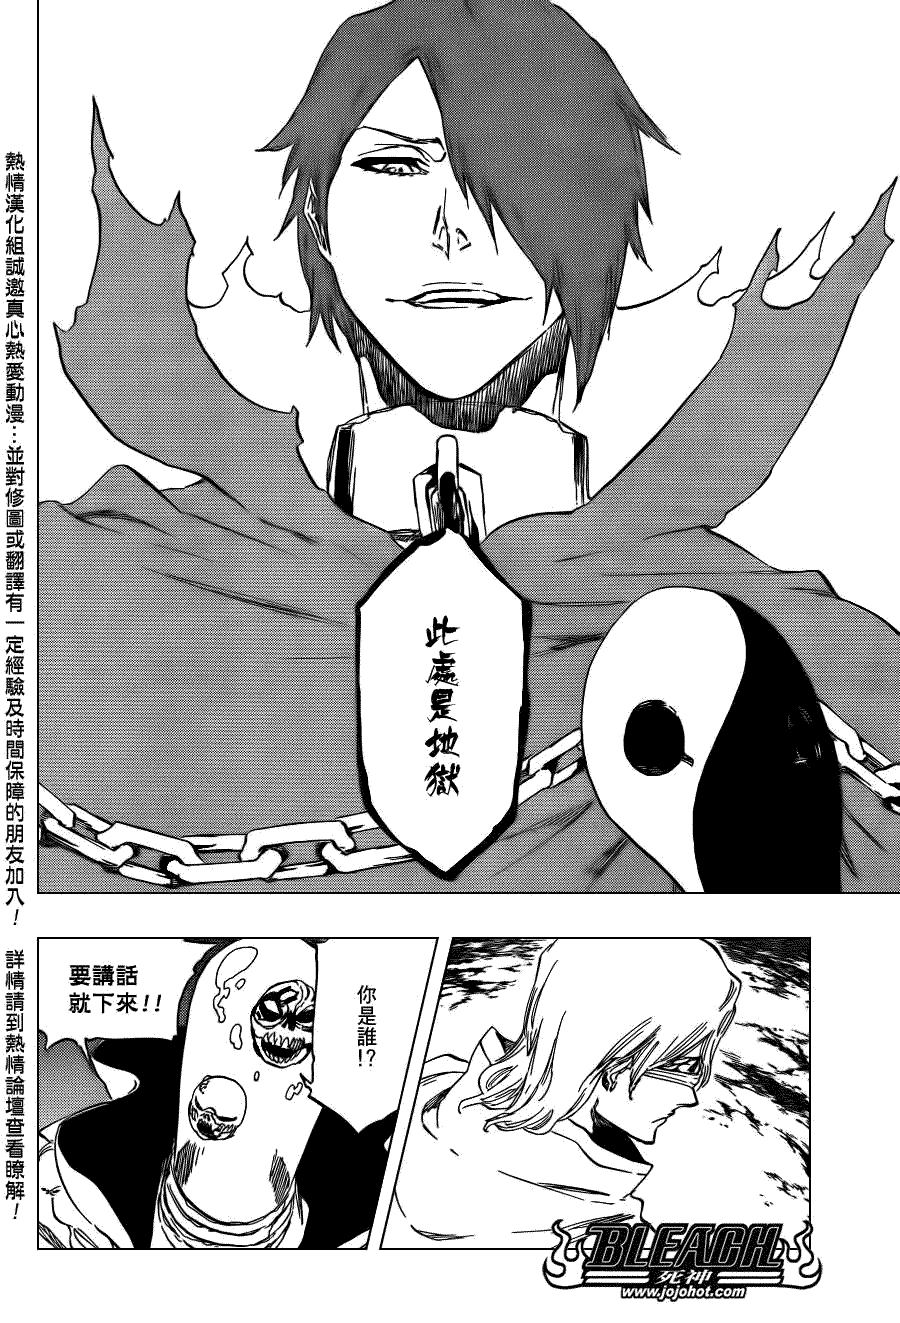 熱情漢化組誠邀真心熱愛動漫…並對修圖或翻譯有一定經驗及時間保障的朋友加入！ 詳情請到熱情論壇查看瞭解！
此處是地獄
你是誰!?
要講話
就下來!!
BLEACH
死神
www.jojohot.com